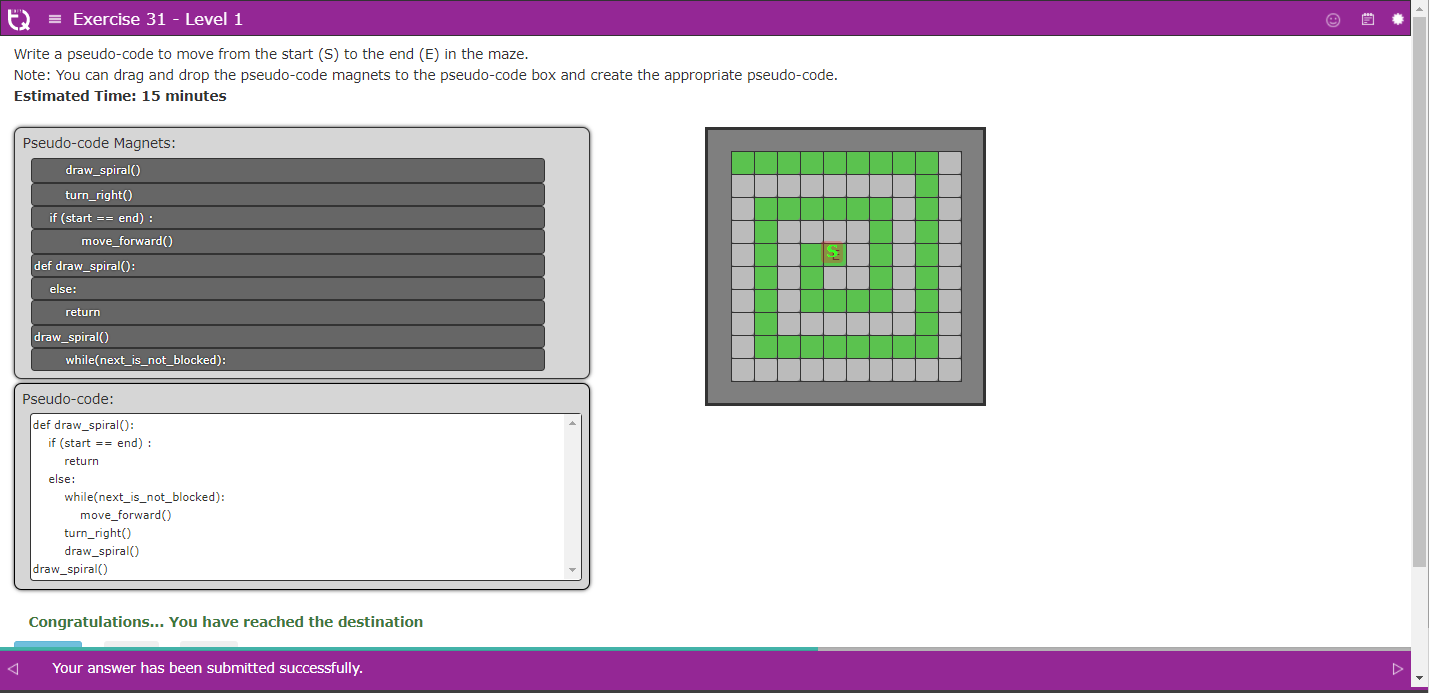 Exercise 31 - Level 1
Write a pseudo-code to move from the start (S) to the end (E) in the maze.
Note: You can drag and drop the pseudo-code magnets to the pseudo-code box and create the appropriate pseudo-code.
Estimated Time: 15 minutes
Pseudo-code Magnets:
draw_spiral()
turn_right()
if (start == end) :
move_forward()
def draw_spiral():
else:
return
draw_spiral()
while(next_is_not_blocked):
S
E
Pseudo-code:
def draw_spiral():
if (start == end) :
return
else:
while(next_is_not_blocked):
move_forward()
turn_right()
draw_spiral()
draw_spiral()
Congratulations... You have reached the destination
Your answer has been submitted successfully.